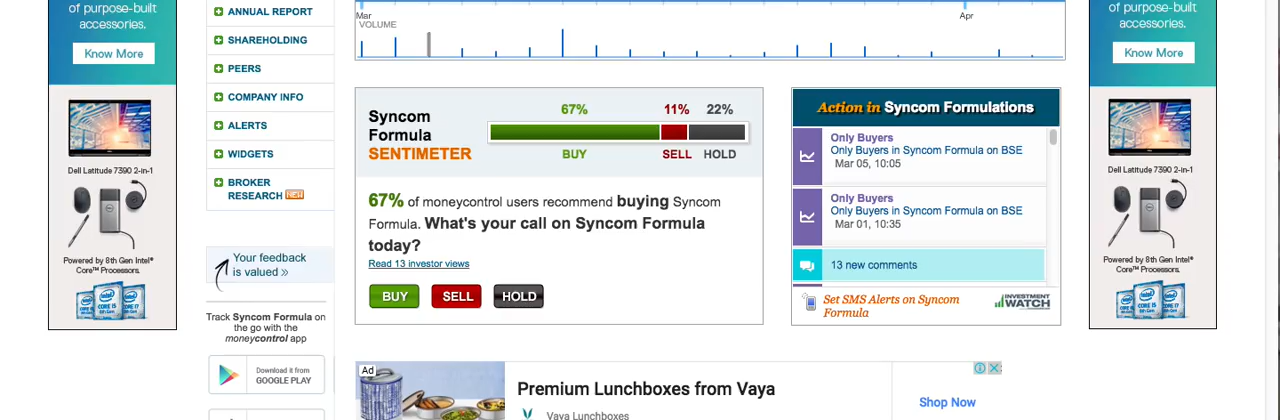 of purpose-built
accessories.
Know More
Dell Latitude 7390 2-in-1
Powered by 8th Gen Intel®
Core™ Processors.
ANNUAL REPORT
SHAREHOLDING
PEERS
COMPANY INFO
ALERTS
WIDGETS
BROKER
RESEARCH NEW
Your feedback
is valued »
Track Syncom Formula on
the go with the
moneycontrol app
Download it from
GOOGLE PLAY
Mar
Apr
VOLUME
Syncom
Formula
SENTIMETER
67% 11% 22%
BUY SELL HOLD
67% of moneycontrol users recommend buying Syncom
Formula. What's your call on Syncom Formula
today?
Read 13 investor views
BUY SELL HOLD
Action in Syncom Formulations
Only Buyers
Only Buyers in Syncom Formula on BSE
Mar 05, 10:05
Only Buyers
Only Buyers in Syncom Formula on BSE
Mar 01, 10:35
13 new comments
Set SMS Alerts on Syncom
Formula
INVESTMENT
WATCH
Ad
Premium Lunchboxes from Vaya
Vaya Lunchboxes
Shop Now
of purpose-built
accessories.
Know More
Dell Latitude 7390 2-in-1
Powered by 8th Gen Intel®
Core™ Processors.